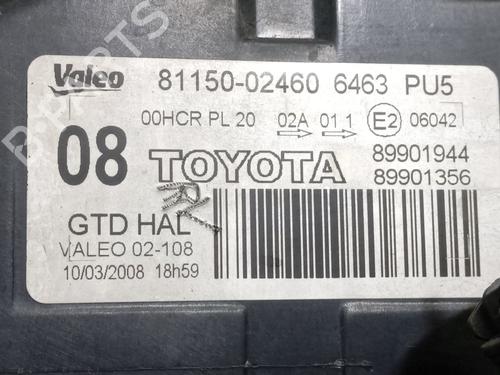 Valeo 81150-02460 6463 PU5
00HCR PL 20 02A 01 1 E2 06042
08 TOYOTA 89901944
89901356
GTD HAL
VALEO 02-108
10/03/2008 18h59
B-PARTS